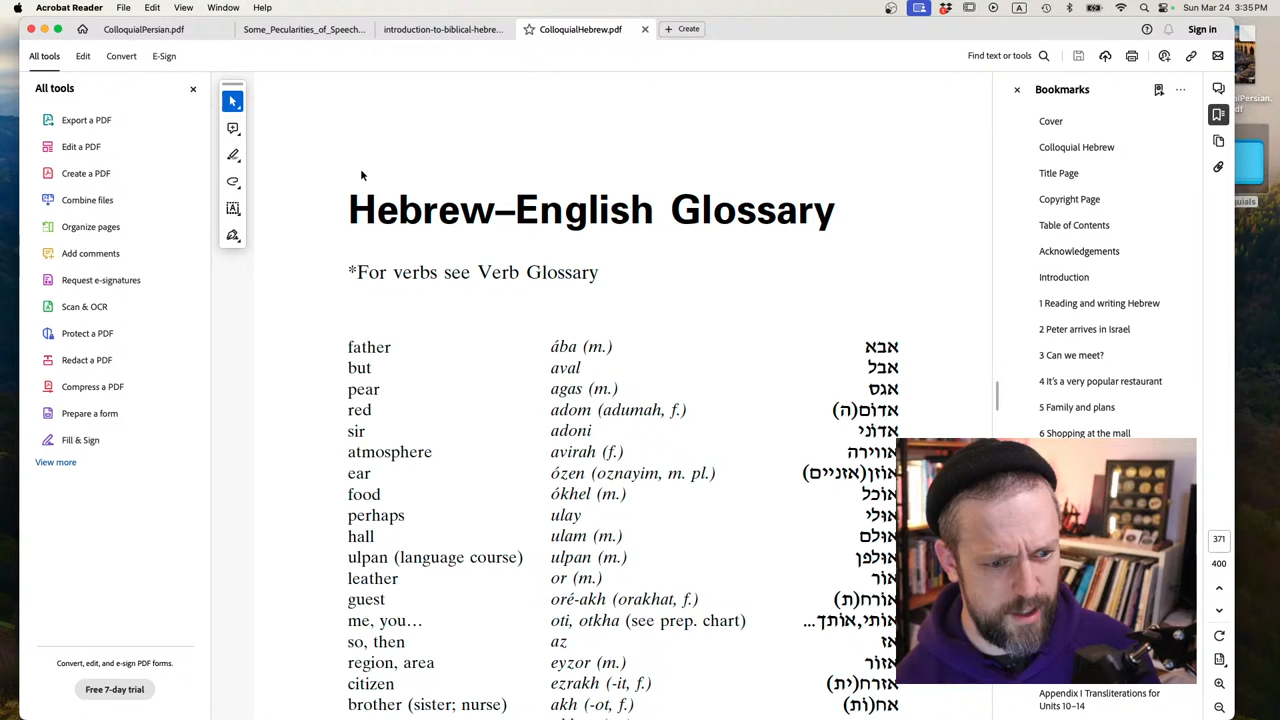 Acrobat Reader File Edit View Window Help
Sun Mar 24 3:35PM
ColloquialPersian.pdf Some_Pecularities_of_Speech... introduction-to-biblical-hebre... ColloquialHebrew.pdf Create Sign in
All tools Edit Convert E-Sign Find text or tools
All tools
Export a PDF
Edit a PDF
Create a PDF
Combine files
Organize pages
Add comments
Request e-signatures
Scan & OCR
Protect a PDF
Redact a PDF
Compress a PDF
Prepare a form
Fill & Sign
View more
Convert, edit, and e-sign PDF forms.
Free 7-day trial
Hebrew–English Glossary
*For verbs see Verb Glossary
father ába (m.) אבא
but aval אבל
pear agas (m.) אגס
red adom (adumah, f.) אדום(ה)
sir adoni אדוני
atmosphere avirah (f.) אווירה
ear ózen (oznayim, m. pl.) אוזן(אזניים)
food ókhel (m.) אוכל
perhaps ulay אולי
hall ulam (m.) אולם
ulpan (language course) ulpan (m.) אולפן
leather or (m.) אור
guest oré-akh (orakhat, f.) אורח(ת)
me, you… oti, otkha (see prep. chart) אותי,אותך...
so, then az אז
region, area eyzor (m.) אזור
citizen ezrakh (-it, f.) אזרח(ית)
brother (sister; nurse) akh (-ot, f.) אח(ות)
Bookmarks
Cover
Colloquial Hebrew
Title Page
Copyright Page
Table of Contents
Acknowledgements
Introduction
1 Reading and writing Hebrew
2 Peter arrives in Israel
3 Can we meet?
4 It's a very popular restaurant
5 Family and plans
6 Shopping at the mall
Appendix I Transliterations for
Units 10–14
371
400